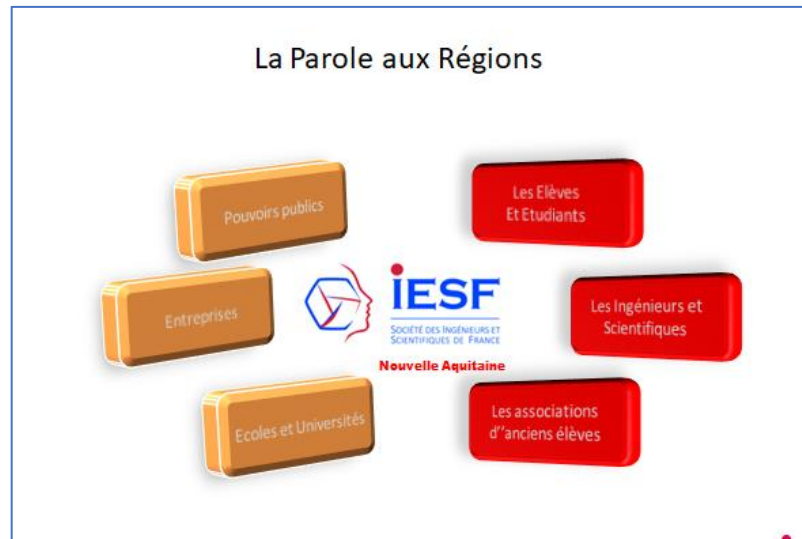 La Parole aux Régions
Pouvoirs publics
Les Elèves
Et Etudiants
Entreprises
iESF
SOCIÉTÉ DES INGÉNIEURS ET
SCIENTIFIQUES DE FRANCE
Nouvelle Aquitaine
Les Ingénieurs et
Scientifiques
Ecoles et Universités
Les associations
d''anciens élèves